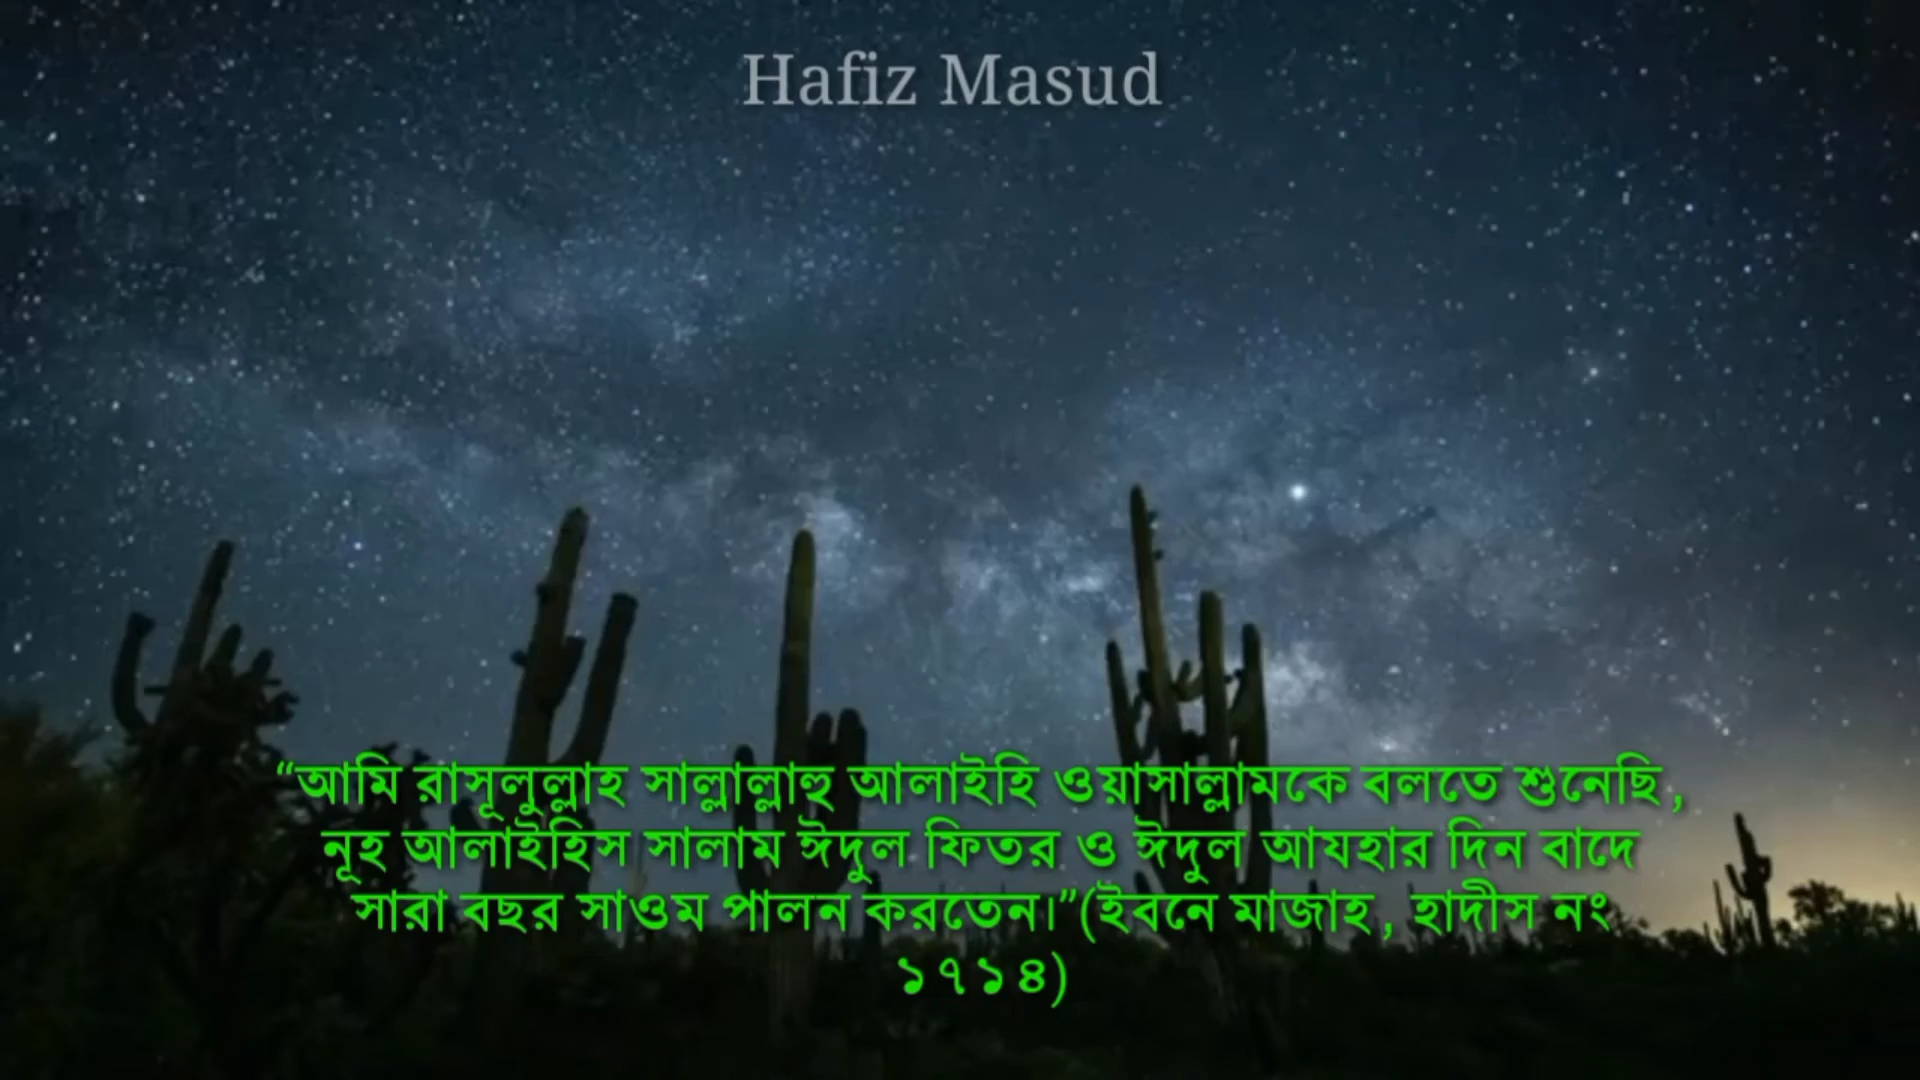 Hafiz Masud
“আমি রাসূলুল্লাহ সাল্লাল্লাহু আলাইহি ওয়াসাল্লামকে বলতে শুনেছি,
নূহ আলাইহিস সালাম ঈদুল ফিতর ও ঈদুল আযহার দিন বাদে
সারা বছর সাওম পালন করতেন।”(ইবনে মাজাহ, হাদীস নং
১৭১৪)